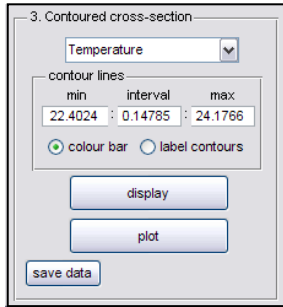 3. Contoured cross-section
Temperature
contour lines
min interval max
22.4024 : 0.14785 : 24.1766
colour bar label contours
display
plot
save data